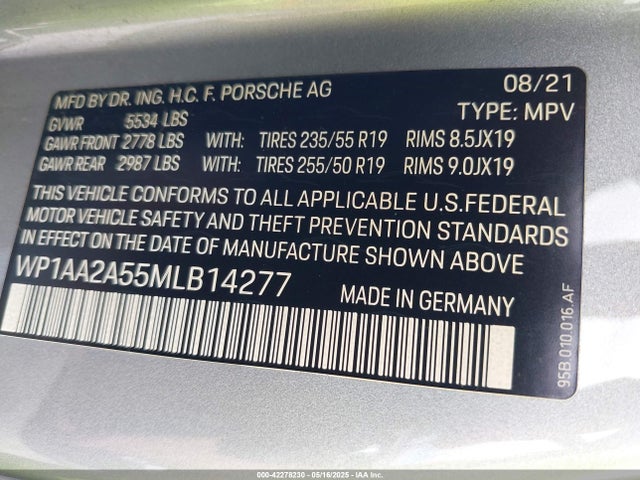 MFD BY DR. ING. H.C. F. PORSCHE AG 08/21
GVWR 5534 LBS TYPE: MPV
GAWR FRONT 2778 LBS WITH: TIRES 235/55 R19 RIMS 8.5JX19
GAWR REAR 2987 LBS WITH: TIRES 255/50 R19 RIMS 9.0JX19
THIS VEHICLE CONFORMS TO ALL APPLICABLE U.S.FEDERAL
MOTOR VEHICLE SAFETY AND THEFT PREVENTION STANDARDS
IN EFFECT ON THE DATE OF MANUFACTURE SHOWN ABOVE
WP1AA2A55MLB14277 MADE IN GERMANY
95B.010.016.AF
000-42278230 - 05/16/2025 - IAA Inc.